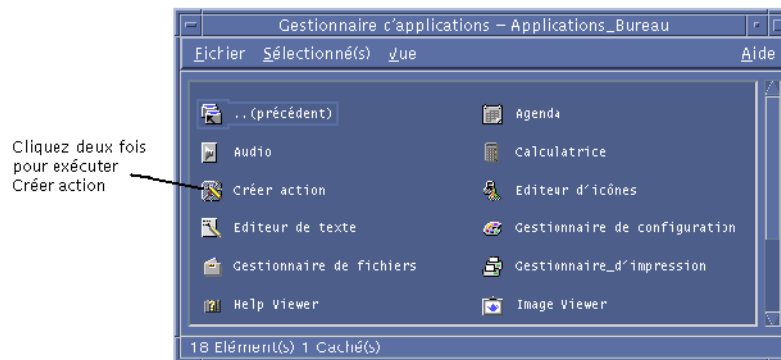 Gestionnaire d'applications – Applications_Bureau
Fichier Sélectionné(s) Vue Aide
..(précédent) Agenda
Audio Calculatrice
Cliquez deux fois
pour exécuter
Créer action
Créer action Editeur d'icônes
Editeur de texte Gestionnaire de configuration
Gestionnaire de fichiers Gestionnaire_d'impression
Help Viewer Image Viewer
18 Elément(s) 1 Caché(s)